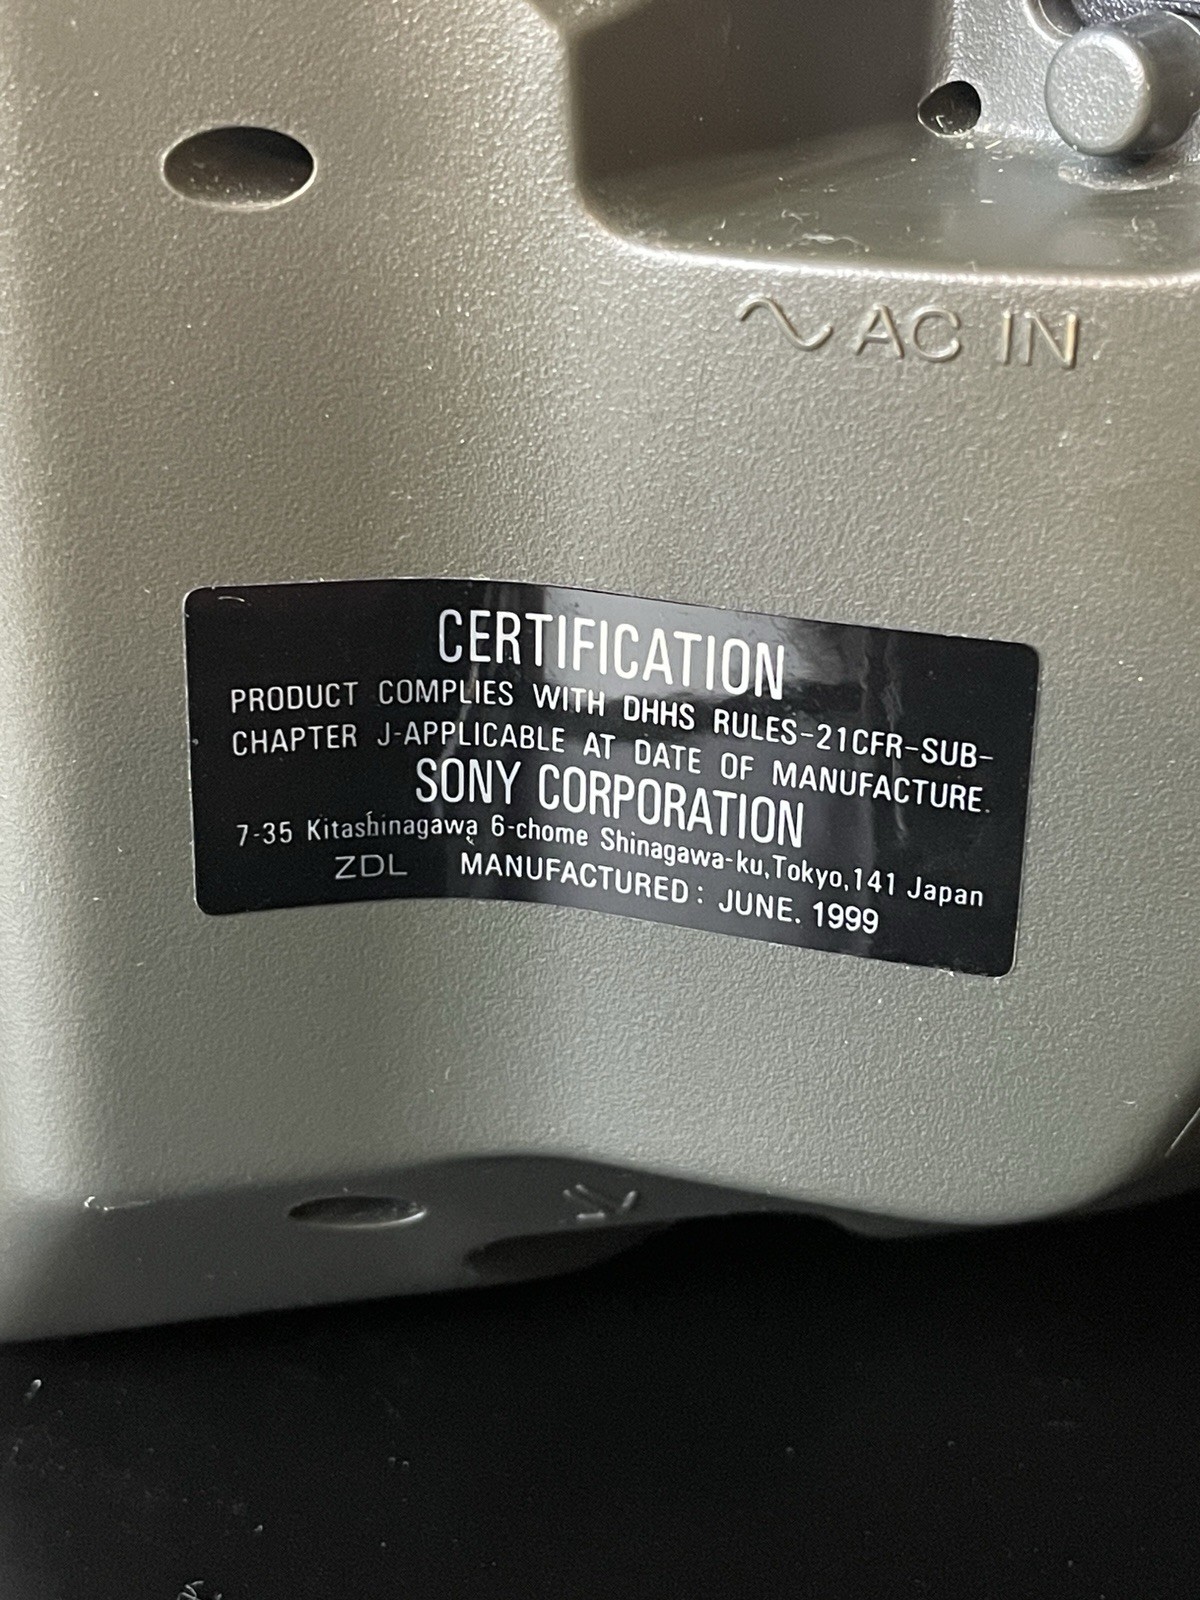 ∿ AC IN
CERTIFICATION
PRODUCT COMPLIES WITH DHHS RULES-21CFR-SUB-
CHAPTER J-APPLICABLE AT DATE OF MANUFACTURE.
SONY CORPORATION
7-35 Kitashinagawa 6-chome Shinagawa-ku,Tokyo,141 Japan
ZDL MANUFACTURED: JUNE. 1999